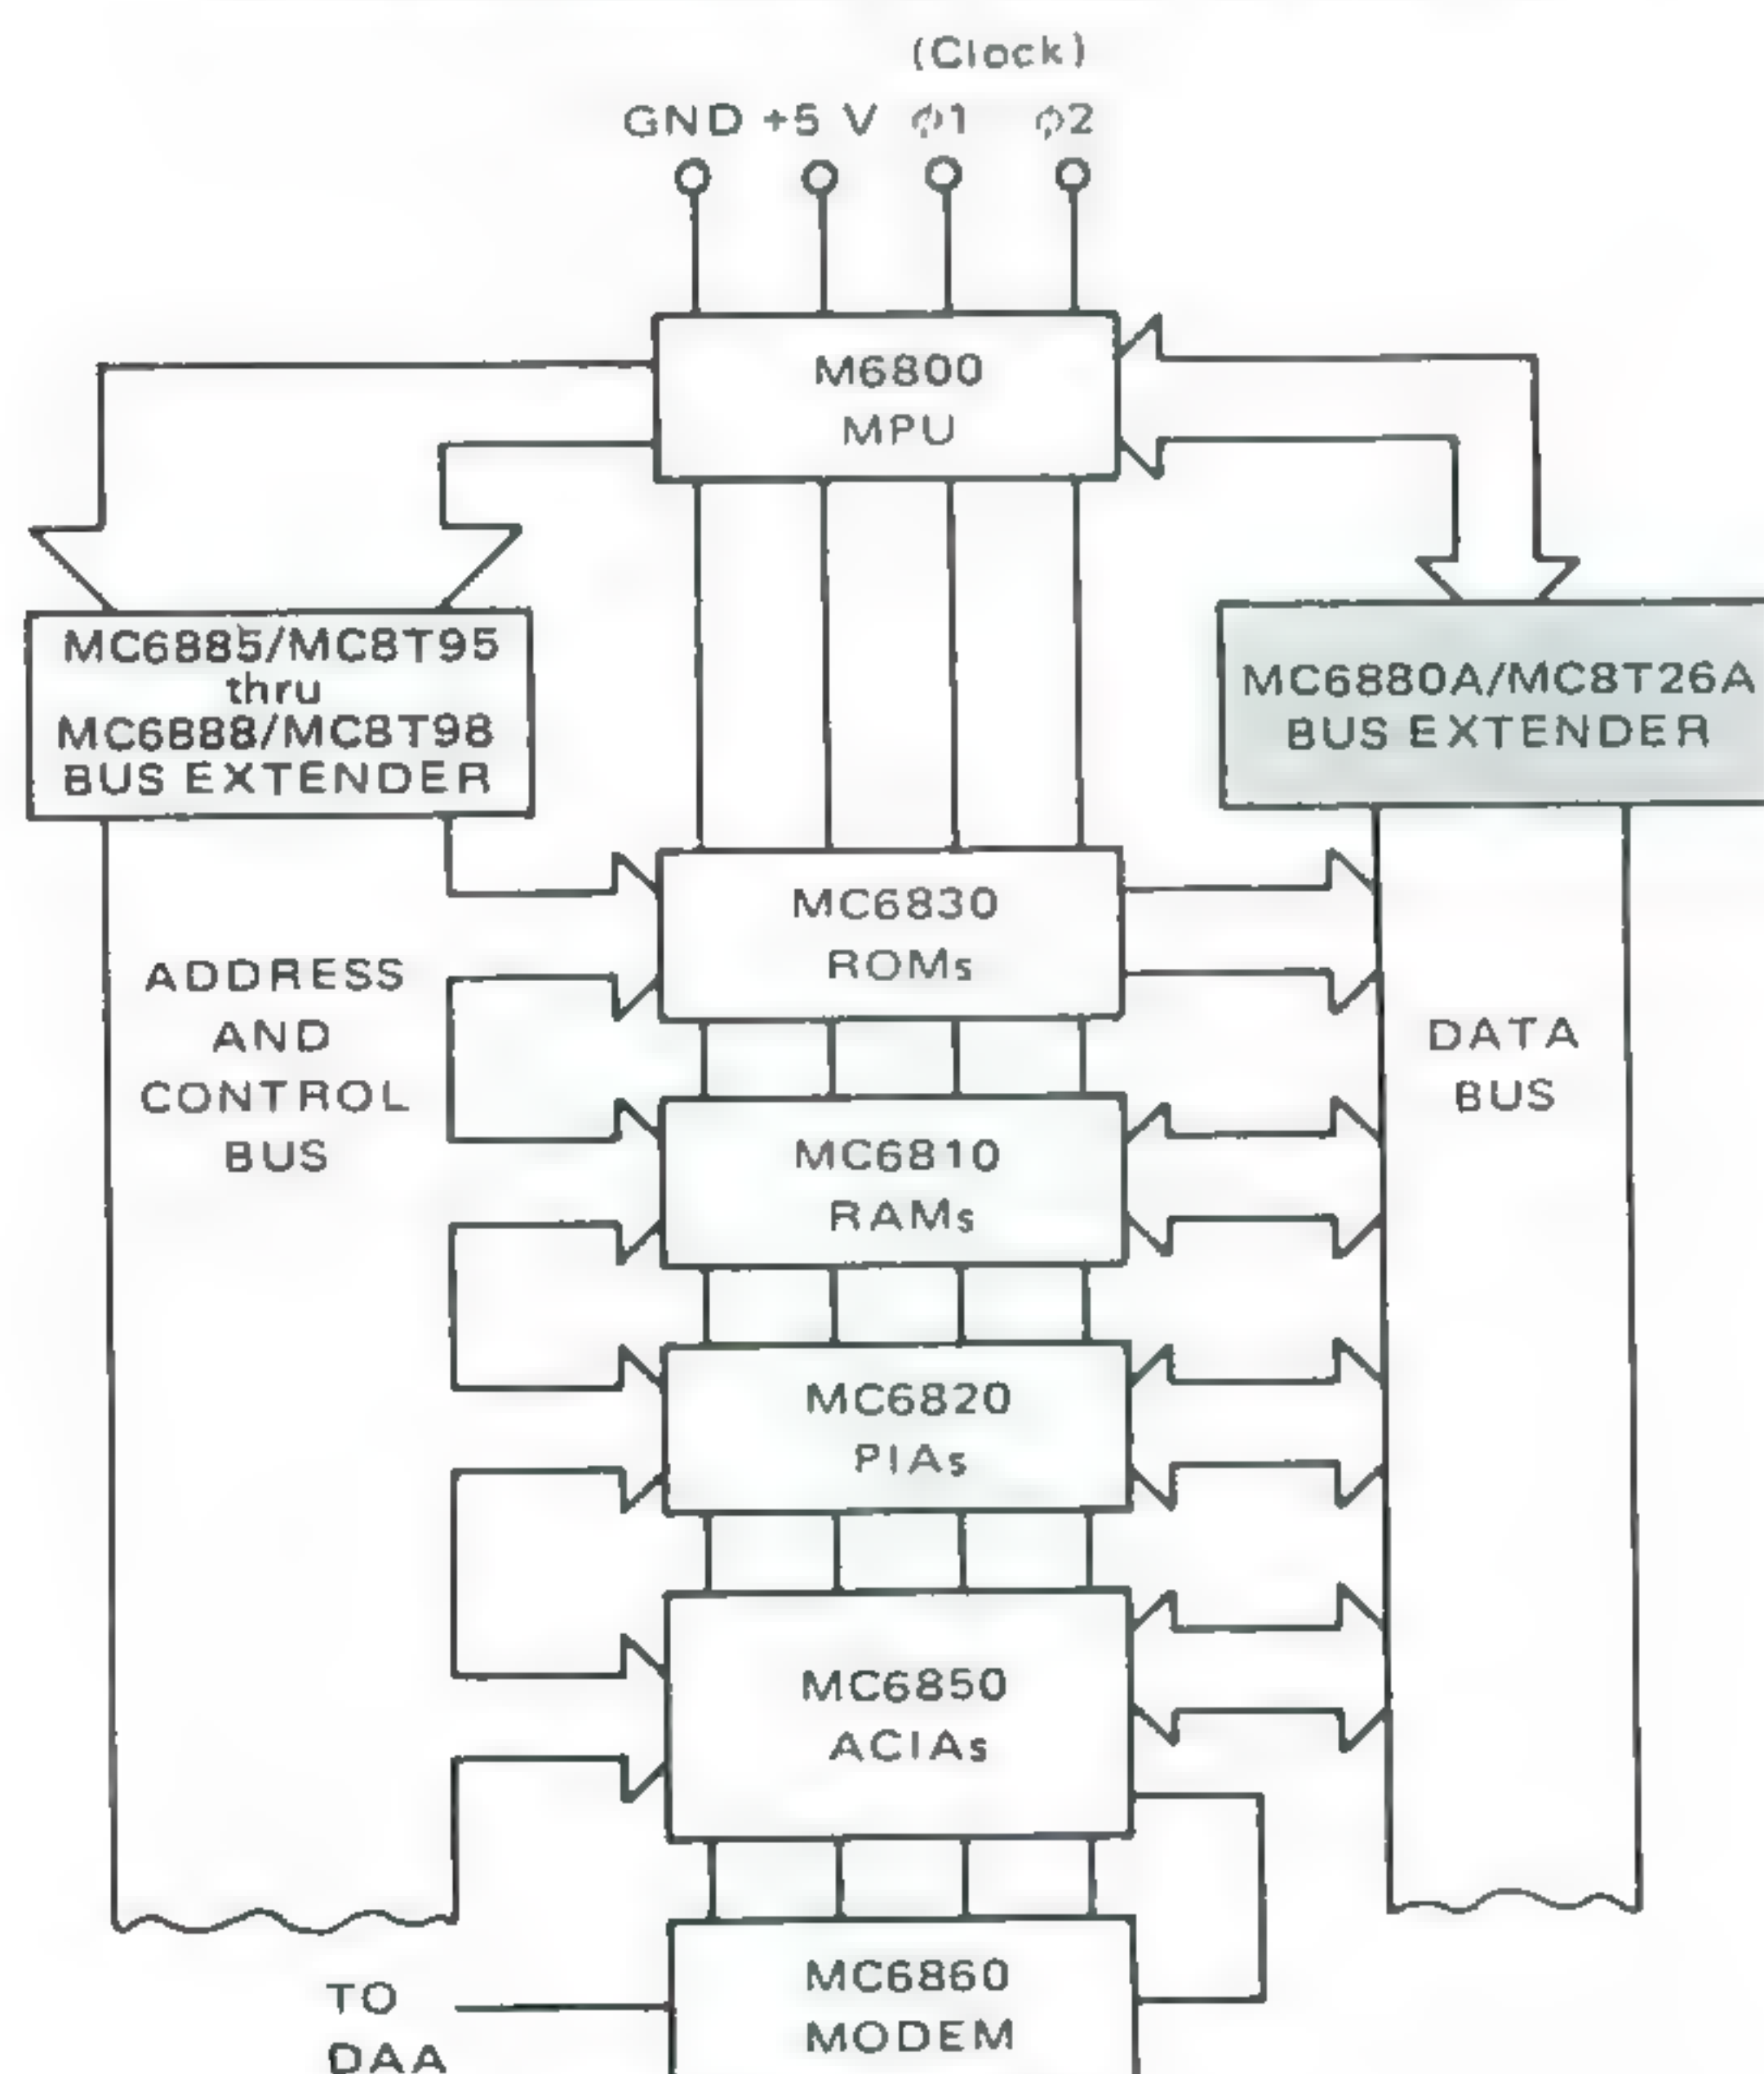 (Clock)
GND +5 V φ1 φ2
M6800
MPU
MC6885/MC8T95
thru
MC6888/MC8T98
BUS EXTENDER
MC6880A/MC8T26A
BUS EXTENDER
MC6830
ROMs
ADDRESS
AND
CONTROL
BUS
DATA
BUS
MC6810
RAMs
MC6820
PIAs
MC6850
ACIAs
MC6860
MODEM
TO
DAA